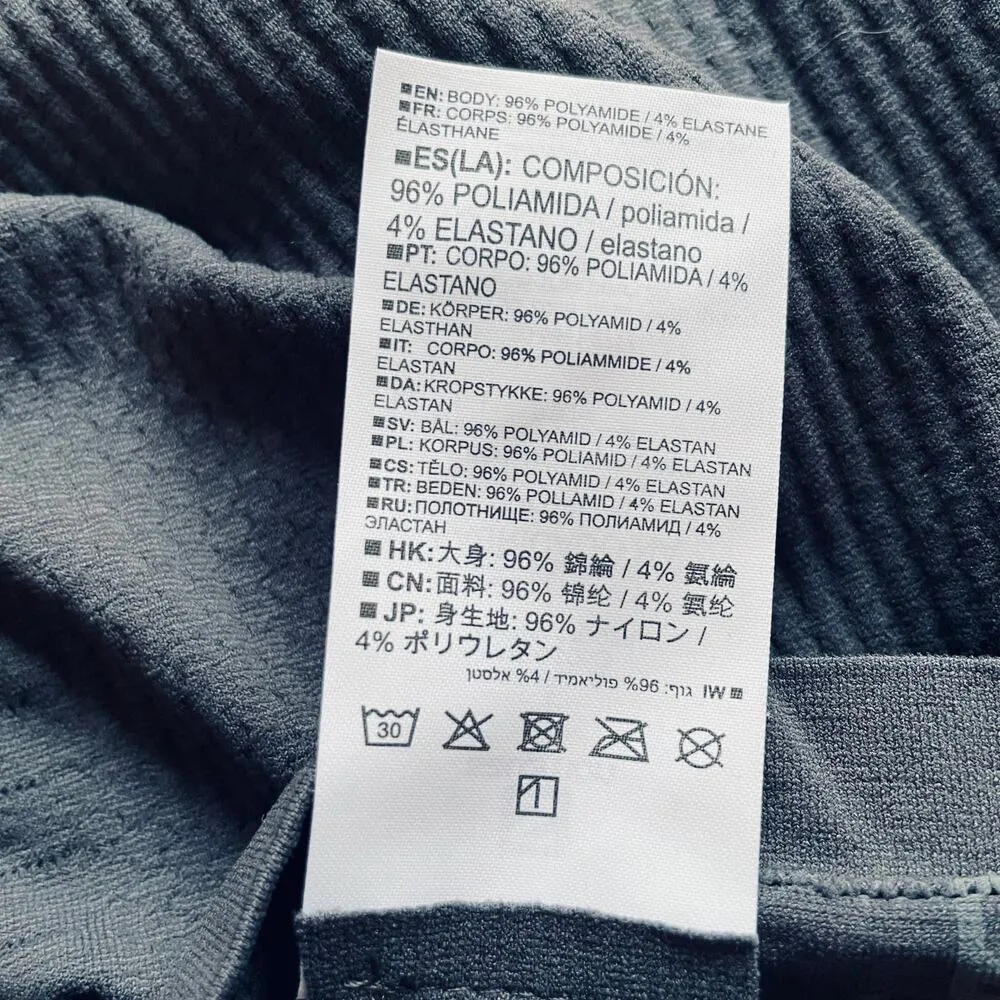 EN: BODY: 96% POLYAMIDE / 4% ELASTANE
FR: CORPS: 96% POLYAMIDE / 4%
ÉLASTHANE
ES(LA): COMPOSICIÓN:
96% POLIAMIDA / poliamida /
4% ELASTANO / elastano
PT: CORPO: 96% POLIAMIDA / 4%
ELASTANO
DE: KÖRPER: 96% POLYAMID / 4%
ELASTHAN
IT: CORPO: 96% POLIAMMIDE / 4%
ELASTAN
DA: KROPSTYKKE: 96% POLYAMID / 4%
ELASTAN
SV: BÅL: 96% POLYAMID / 4% ELASTAN
PL: KORPUS: 96% POLIAMID / 4% ELASTAN
CS: TĚLO: 96% POLYAMID / 4% ELASTAN
TR: BEDEN: 96% POLLAMID / 4% ELASTAN
RU: ПОЛОТНИЩЕ: 96% ПОЛИАМИД / 4%
ЭЛАСТАН
HK: 大身: 96% 錦綸 / 4% 氨綸
CN: 面料: 96% 锦纶 / 4% 氨纶
JP: 身生地: 96% ナイロン /
4% ポリウレタン
IW גוף: 96% פוליאמיד / 4% אלסטן
30
1